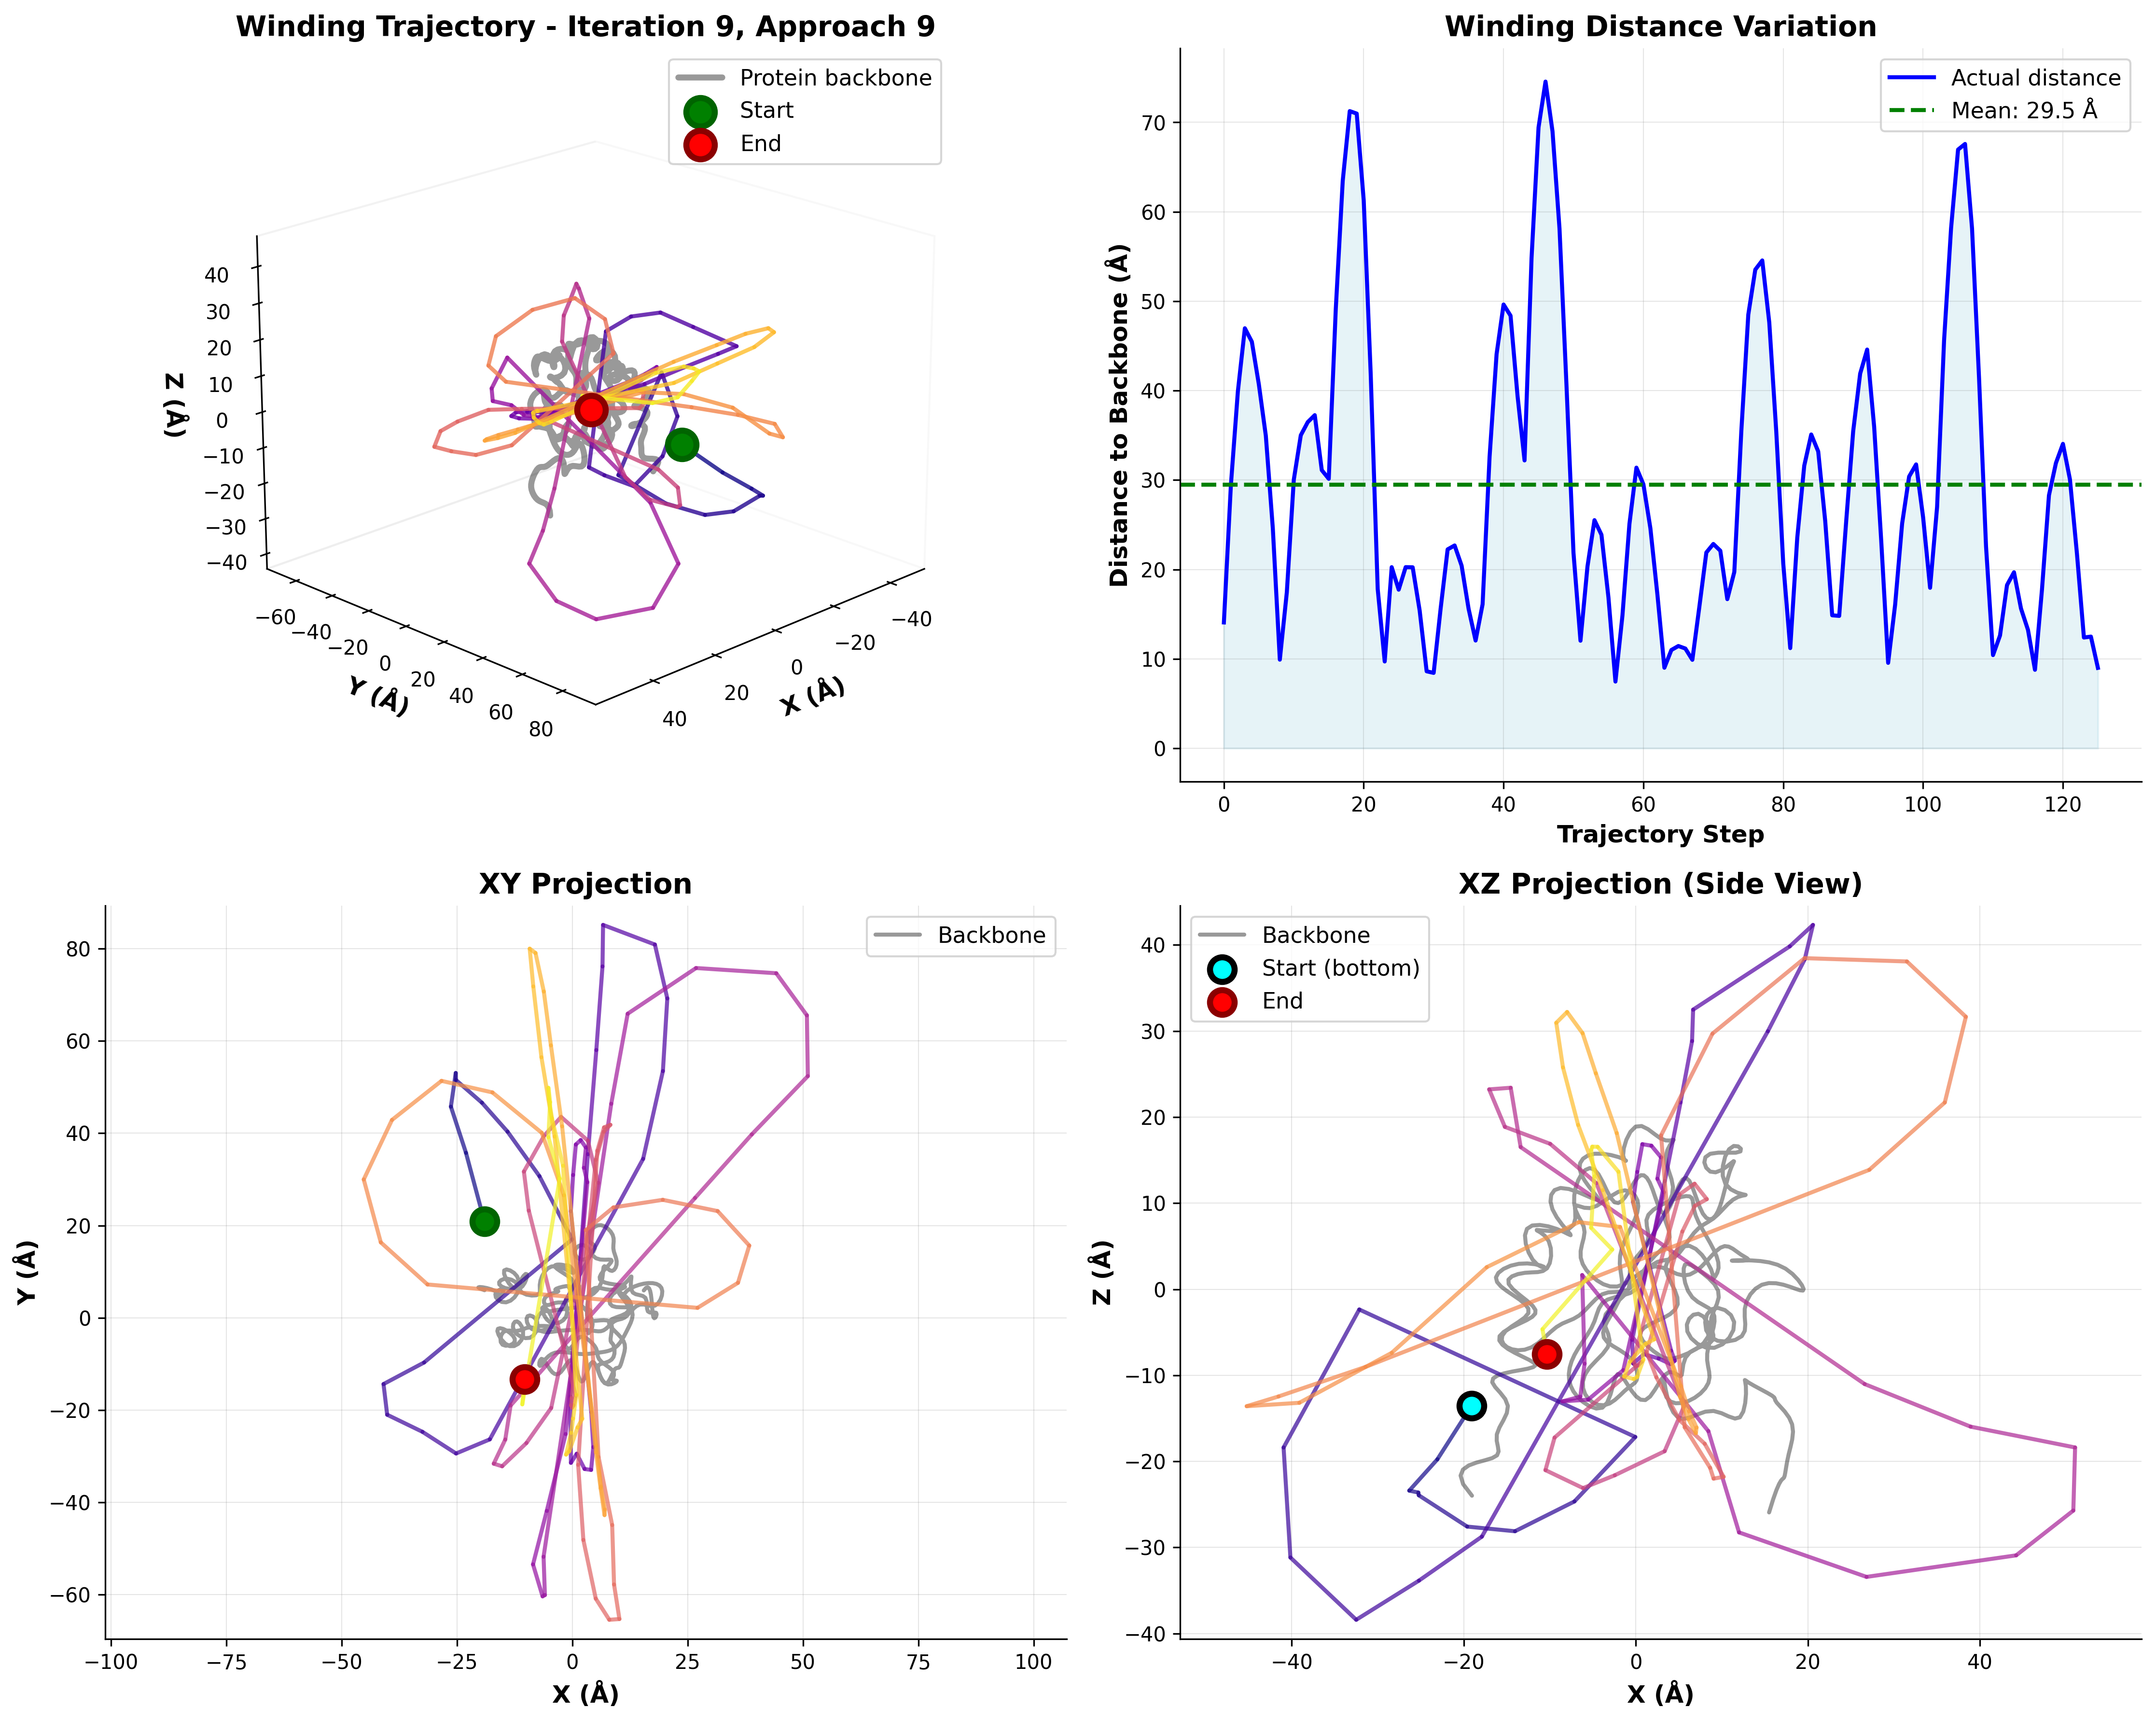 Winding Trajectory - Iteration 9, Approach 9
Protein backbone
Start
End
40
30
20
10
0
−10
−20
−30
−40
Z (Å)
−60
−40
−20
0
20
40
60
80
Y (Å)
40
20
0
−20
−40
X (Å)
Winding Distance Variation
Actual distance
Mean: 29.5 Å
70
60
50
40
30
20
10
0
Distance to Backbone (Å)
0 20 40 60 80 100 120
Trajectory Step
XY Projection
Backbone
80
60
40
20
0
−20
−40
−60
Y (Å)
−100 −75 −50 −25 0 25 50 75 100
X (Å)
XZ Projection (Side View)
Backbone
Start (bottom)
End
40
30
20
10
0
−10
−20
−30
−40
Z (Å)
−40 −20 0 20 40
X (Å)